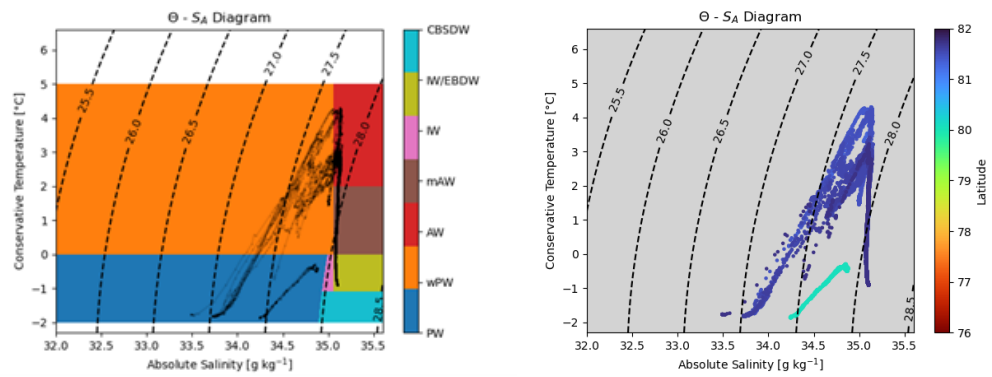 Θ - S_A Diagram
Conservative Temperature [°C]
6
5
4
3
2
1
0
−1
−2
25.5
26.0
26.5
27.0
27.5
28.0
28.5
32.0 32.5 33.0 33.5 34.0 34.5 35.0 35.5
Absolute Salinity [g kg⁻¹]
CBSDW
IW/EBDW
IW
mAW
AW
wPW
PW
Θ - S_A Diagram
Conservative Temperature [°C]
6
5
4
3
2
1
0
−1
−2
25.5
26.0
26.5
27.0
27.5
28.0
28.5
32.0 32.5 33.0 33.5 34.0 34.5 35.0 35.5
Absolute Salinity [g kg⁻¹]
82
81
80
79
78
77
76
Latitude